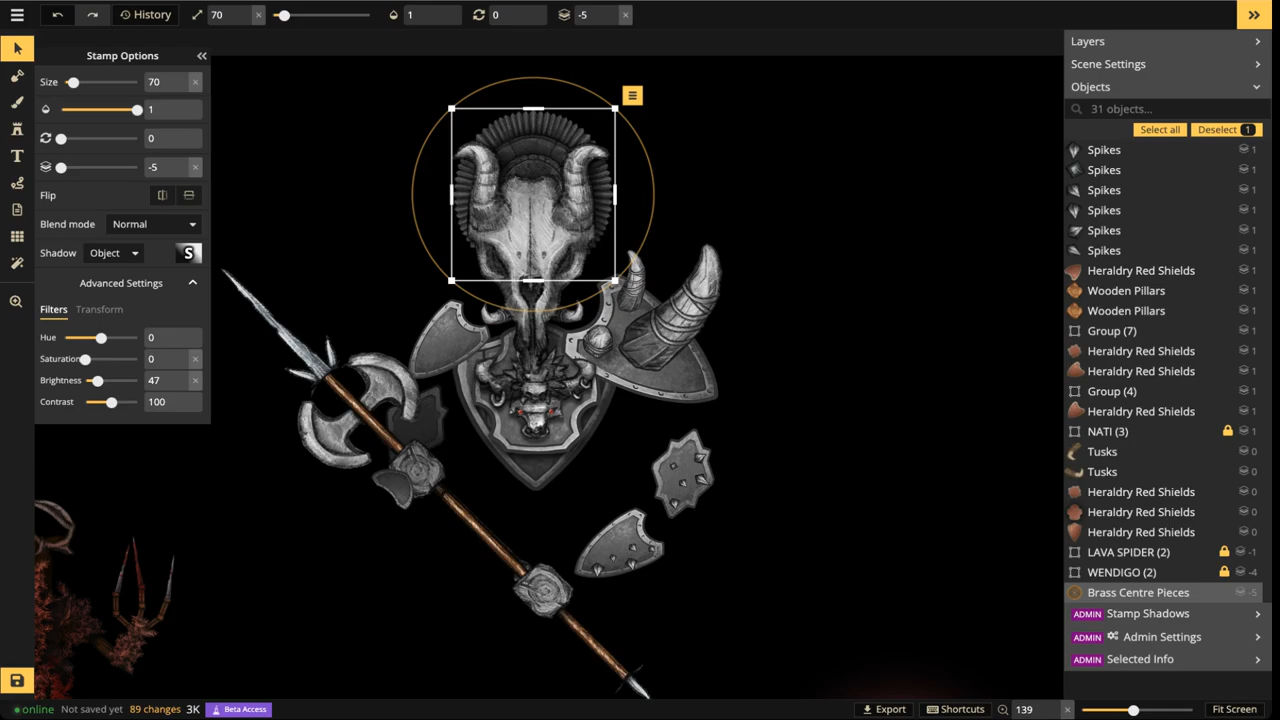 History
70
1
0
-5
Stamp Options
Size 70
1
0
-5
Flip
Blend mode Normal
Shadow Object S
Advanced Settings
Filters Transform
Hue 0
Saturation 0
Brightness 47
Contrast 100
Layers
Scene Settings
Objects
31 objects...
Select all Deselect 1
Spikes 1
Spikes 1
Spikes 1
Spikes 1
Spikes 1
Spikes 1
Heraldry Red Shields 1
Wooden Pillars 1
Wooden Pillars 1
Group (7) 1
Heraldry Red Shields 1
Heraldry Red Shields 1
Group (4) 1
Heraldry Red Shields 1
NATI (3) 1
Tusks 0
Tusks 0
Heraldry Red Shields 0
Heraldry Red Shields 0
Heraldry Red Shields 0
LAVA SPIDER (2) -1
WENDIGO (2) -4
Brass Centre Pieces -5
ADMIN Stamp Shadows
ADMIN Admin Settings
ADMIN Selected Info
online Not saved yet 89 changes 3K Beta Access
Export Shortcuts 139 Fit Screen